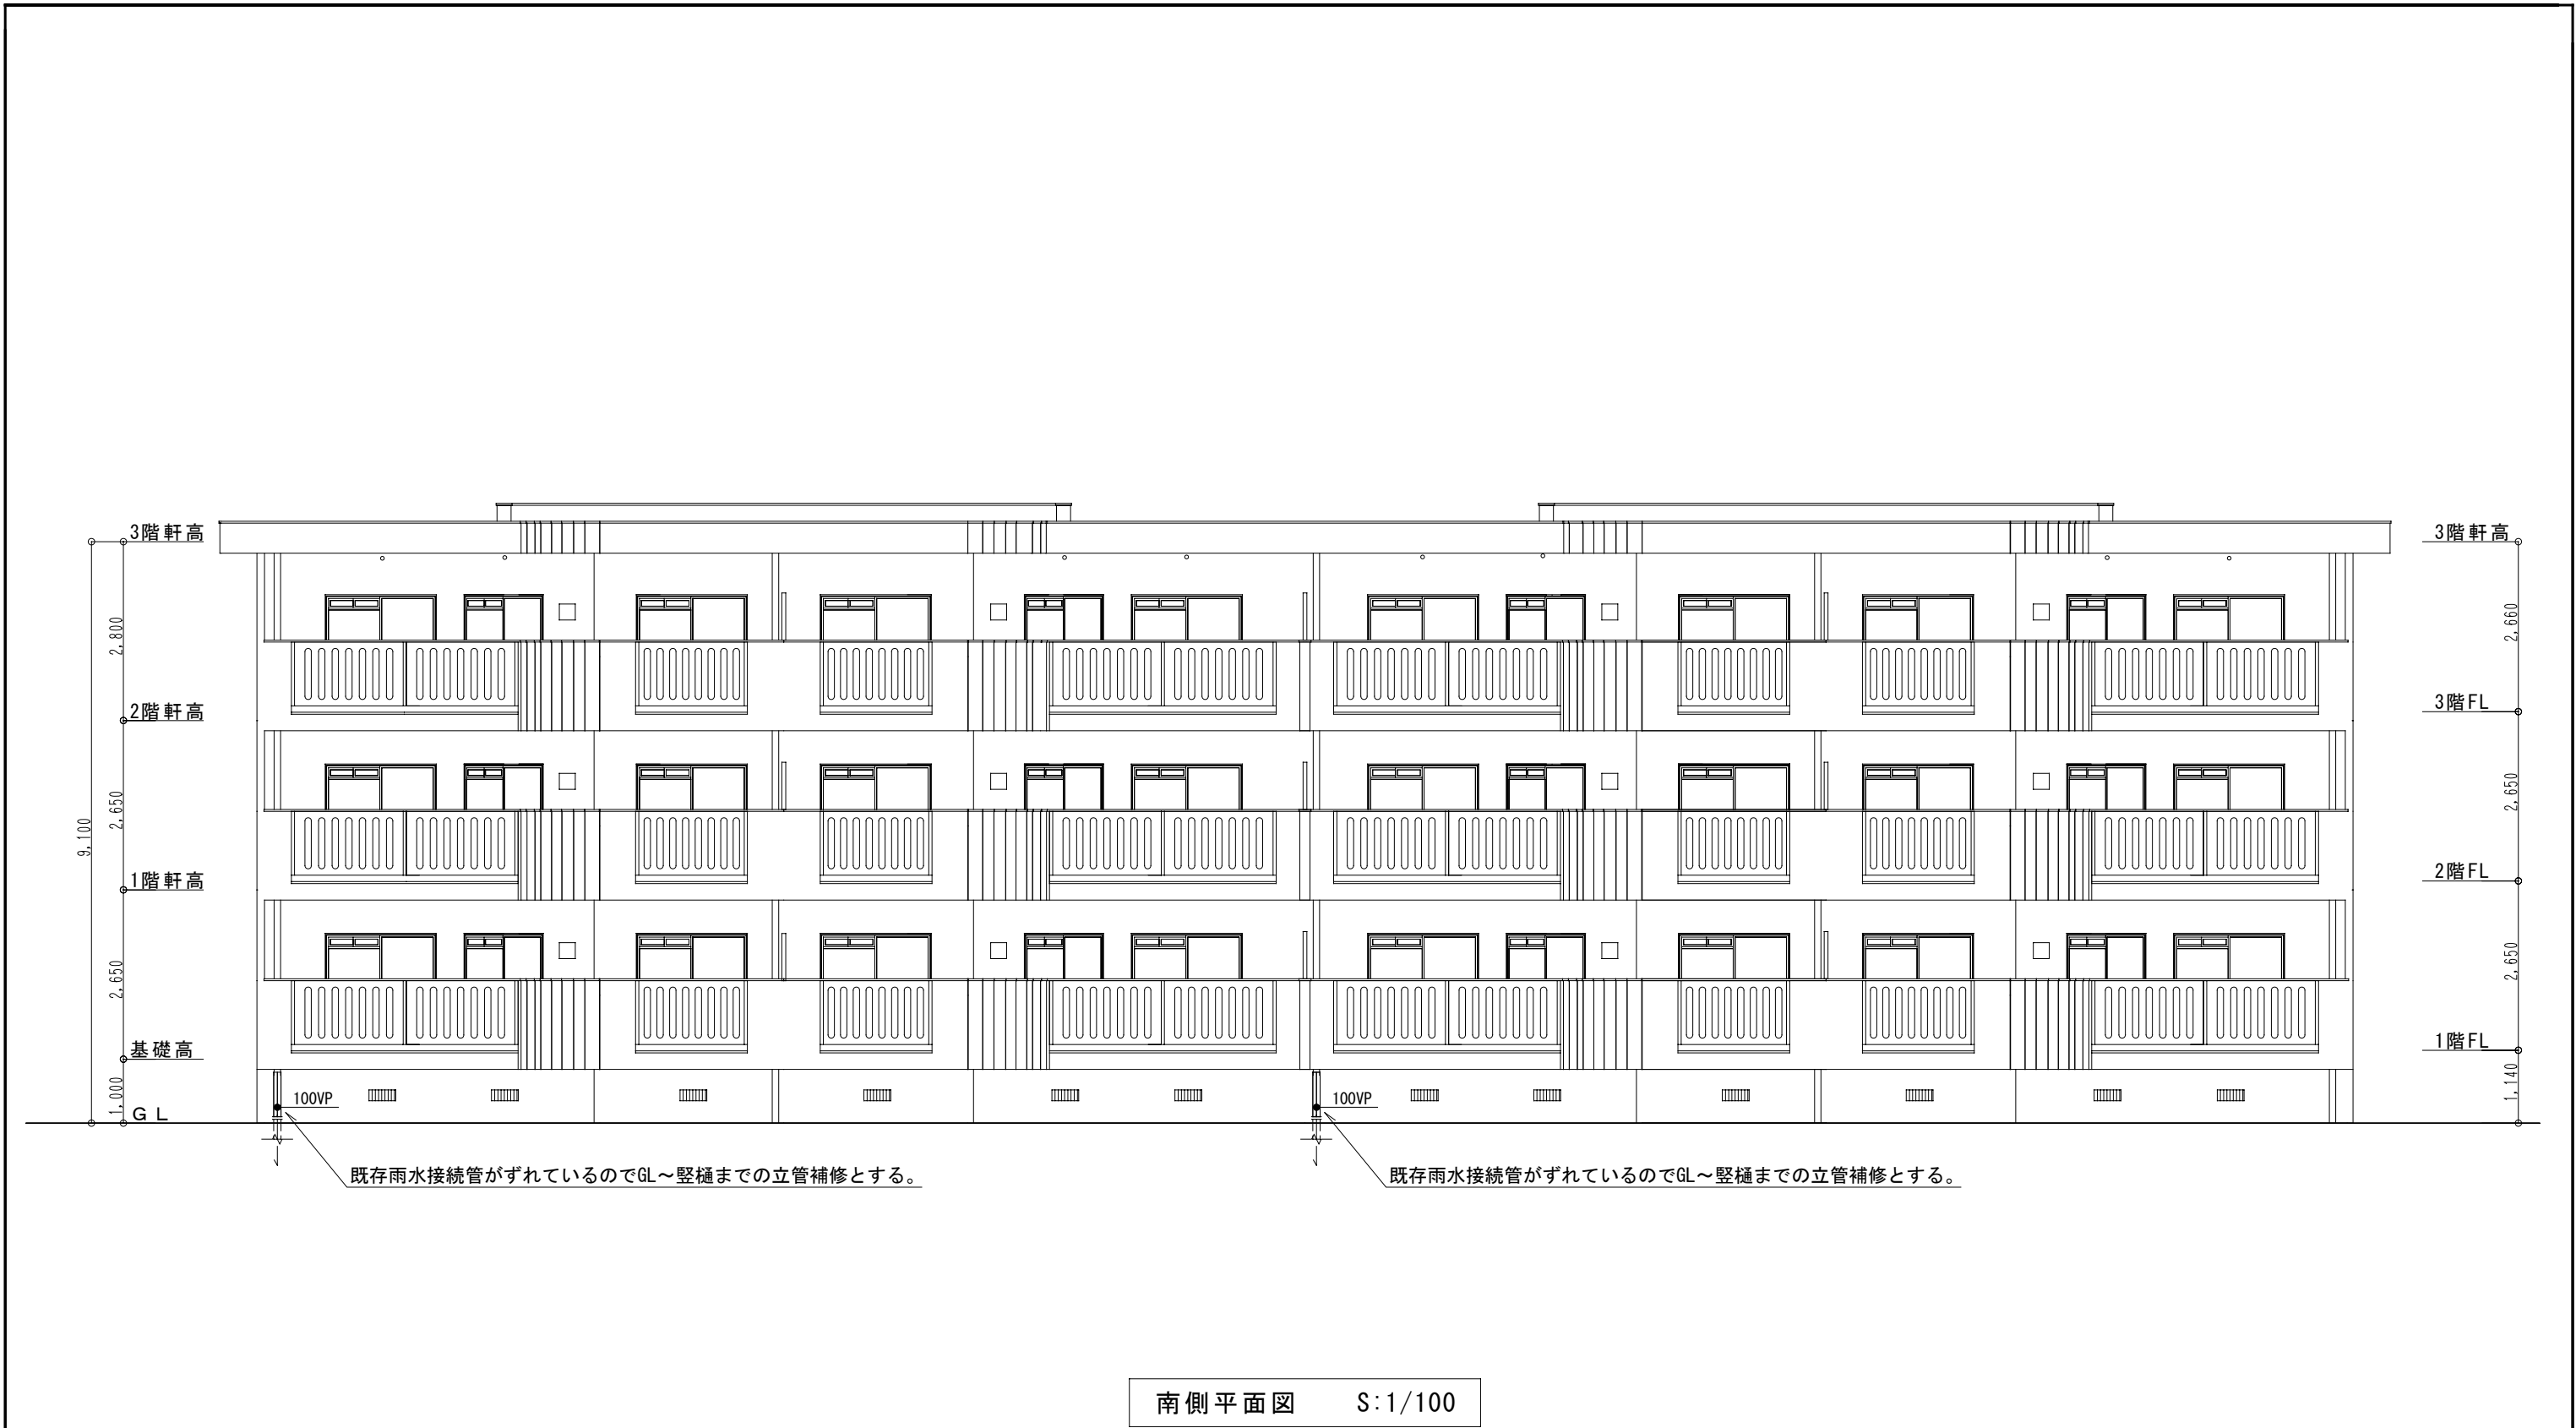 3階軒高
2,800
2階軒高
2,650
9,100
1階軒高
2,650
基礎高
1,000
GL
3階軒高
2,660
3階FL
2,650
2階FL
2,650
1階FL
1,140
100VP
100VP
既存雨水接続管がずれているのでGL～竪樋までの立管補修とする。
既存雨水接続管がずれているのでGL～竪樋までの立管補修とする。
南側平面図 S:1/100